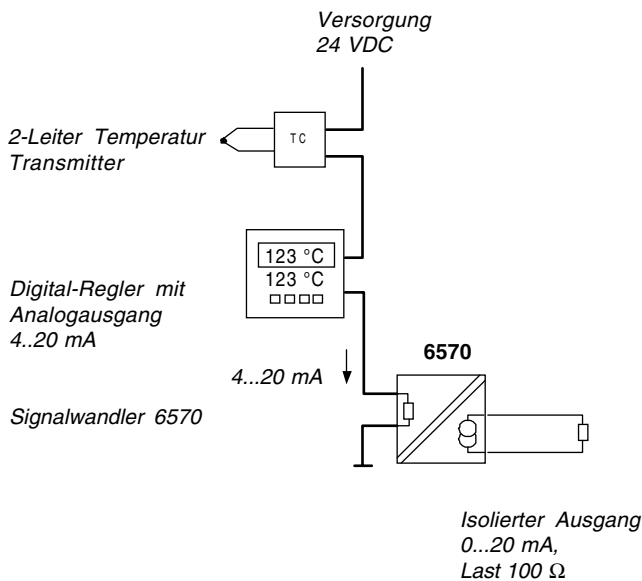 Versorgung
24 VDC
2-Leiter Temperatur
Transmitter
TC
123 °C
123 °C
Digital-Regler mit
Analogausgang
4..20 mA
4...20 mA
6570
Signalwandler 6570
Isolierter Ausgang
0...20 mA,
Last 100 Ω